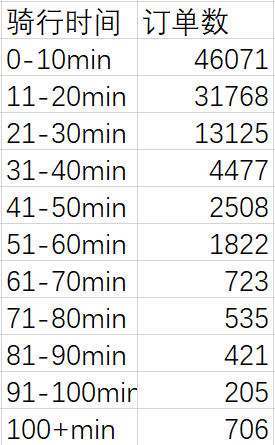 骑行时间 订单数
0-10min 46071
11-20min 31768
21-30min 13125
31-40min 4477
41-50min 2508
51-60min 1822
61-70min 723
71-80min 535
81-90min 421
91-100min 205
100+min 706